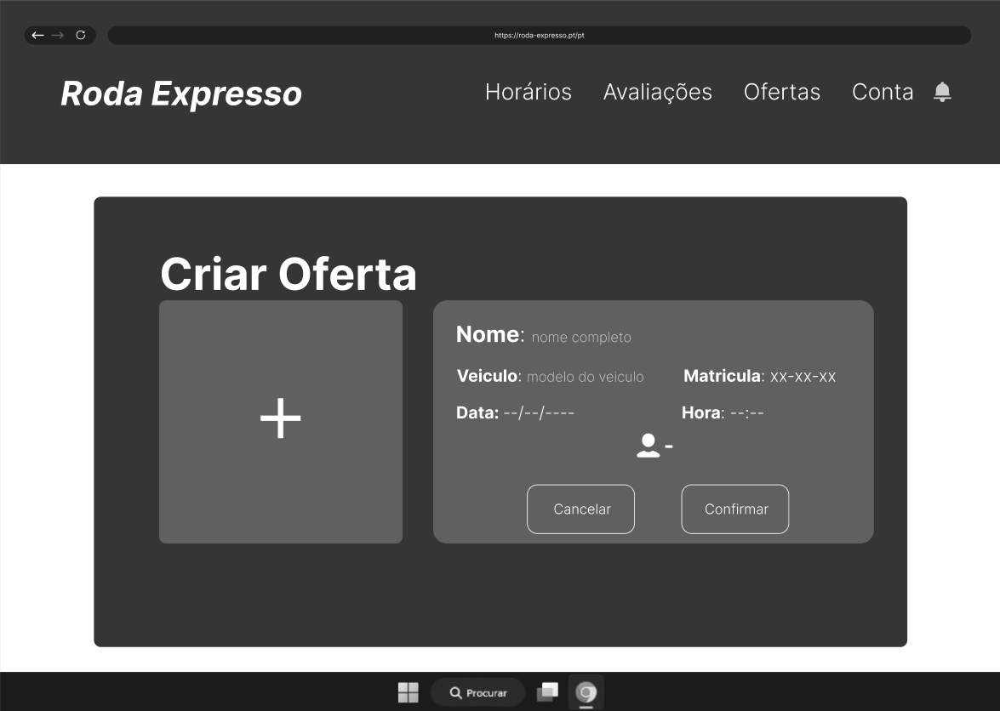 https://roda-expresso.pt/pt
Roda Expresso
Horários Avaliações Ofertas Conta
Criar Oferta
Nome: nome completo
Veiculo: modelo do veiculo Matricula: xx-xx-xx
Data: --/--/---- Hora: --:--
-
Cancelar Confirmar
Procurar